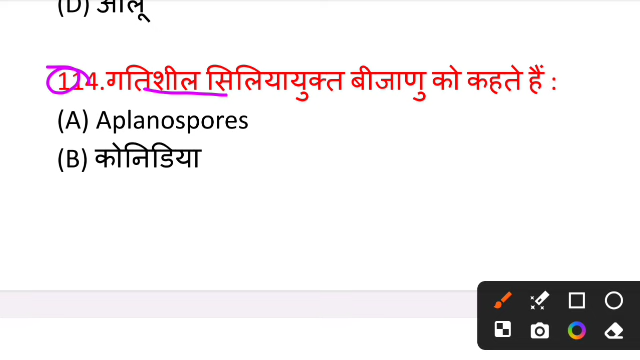 (D) आलू
114.गतिशील सिलियायुक्त बीजाणु को कहते हैं :
(A) Aplanospores
(B) कोनिडिया